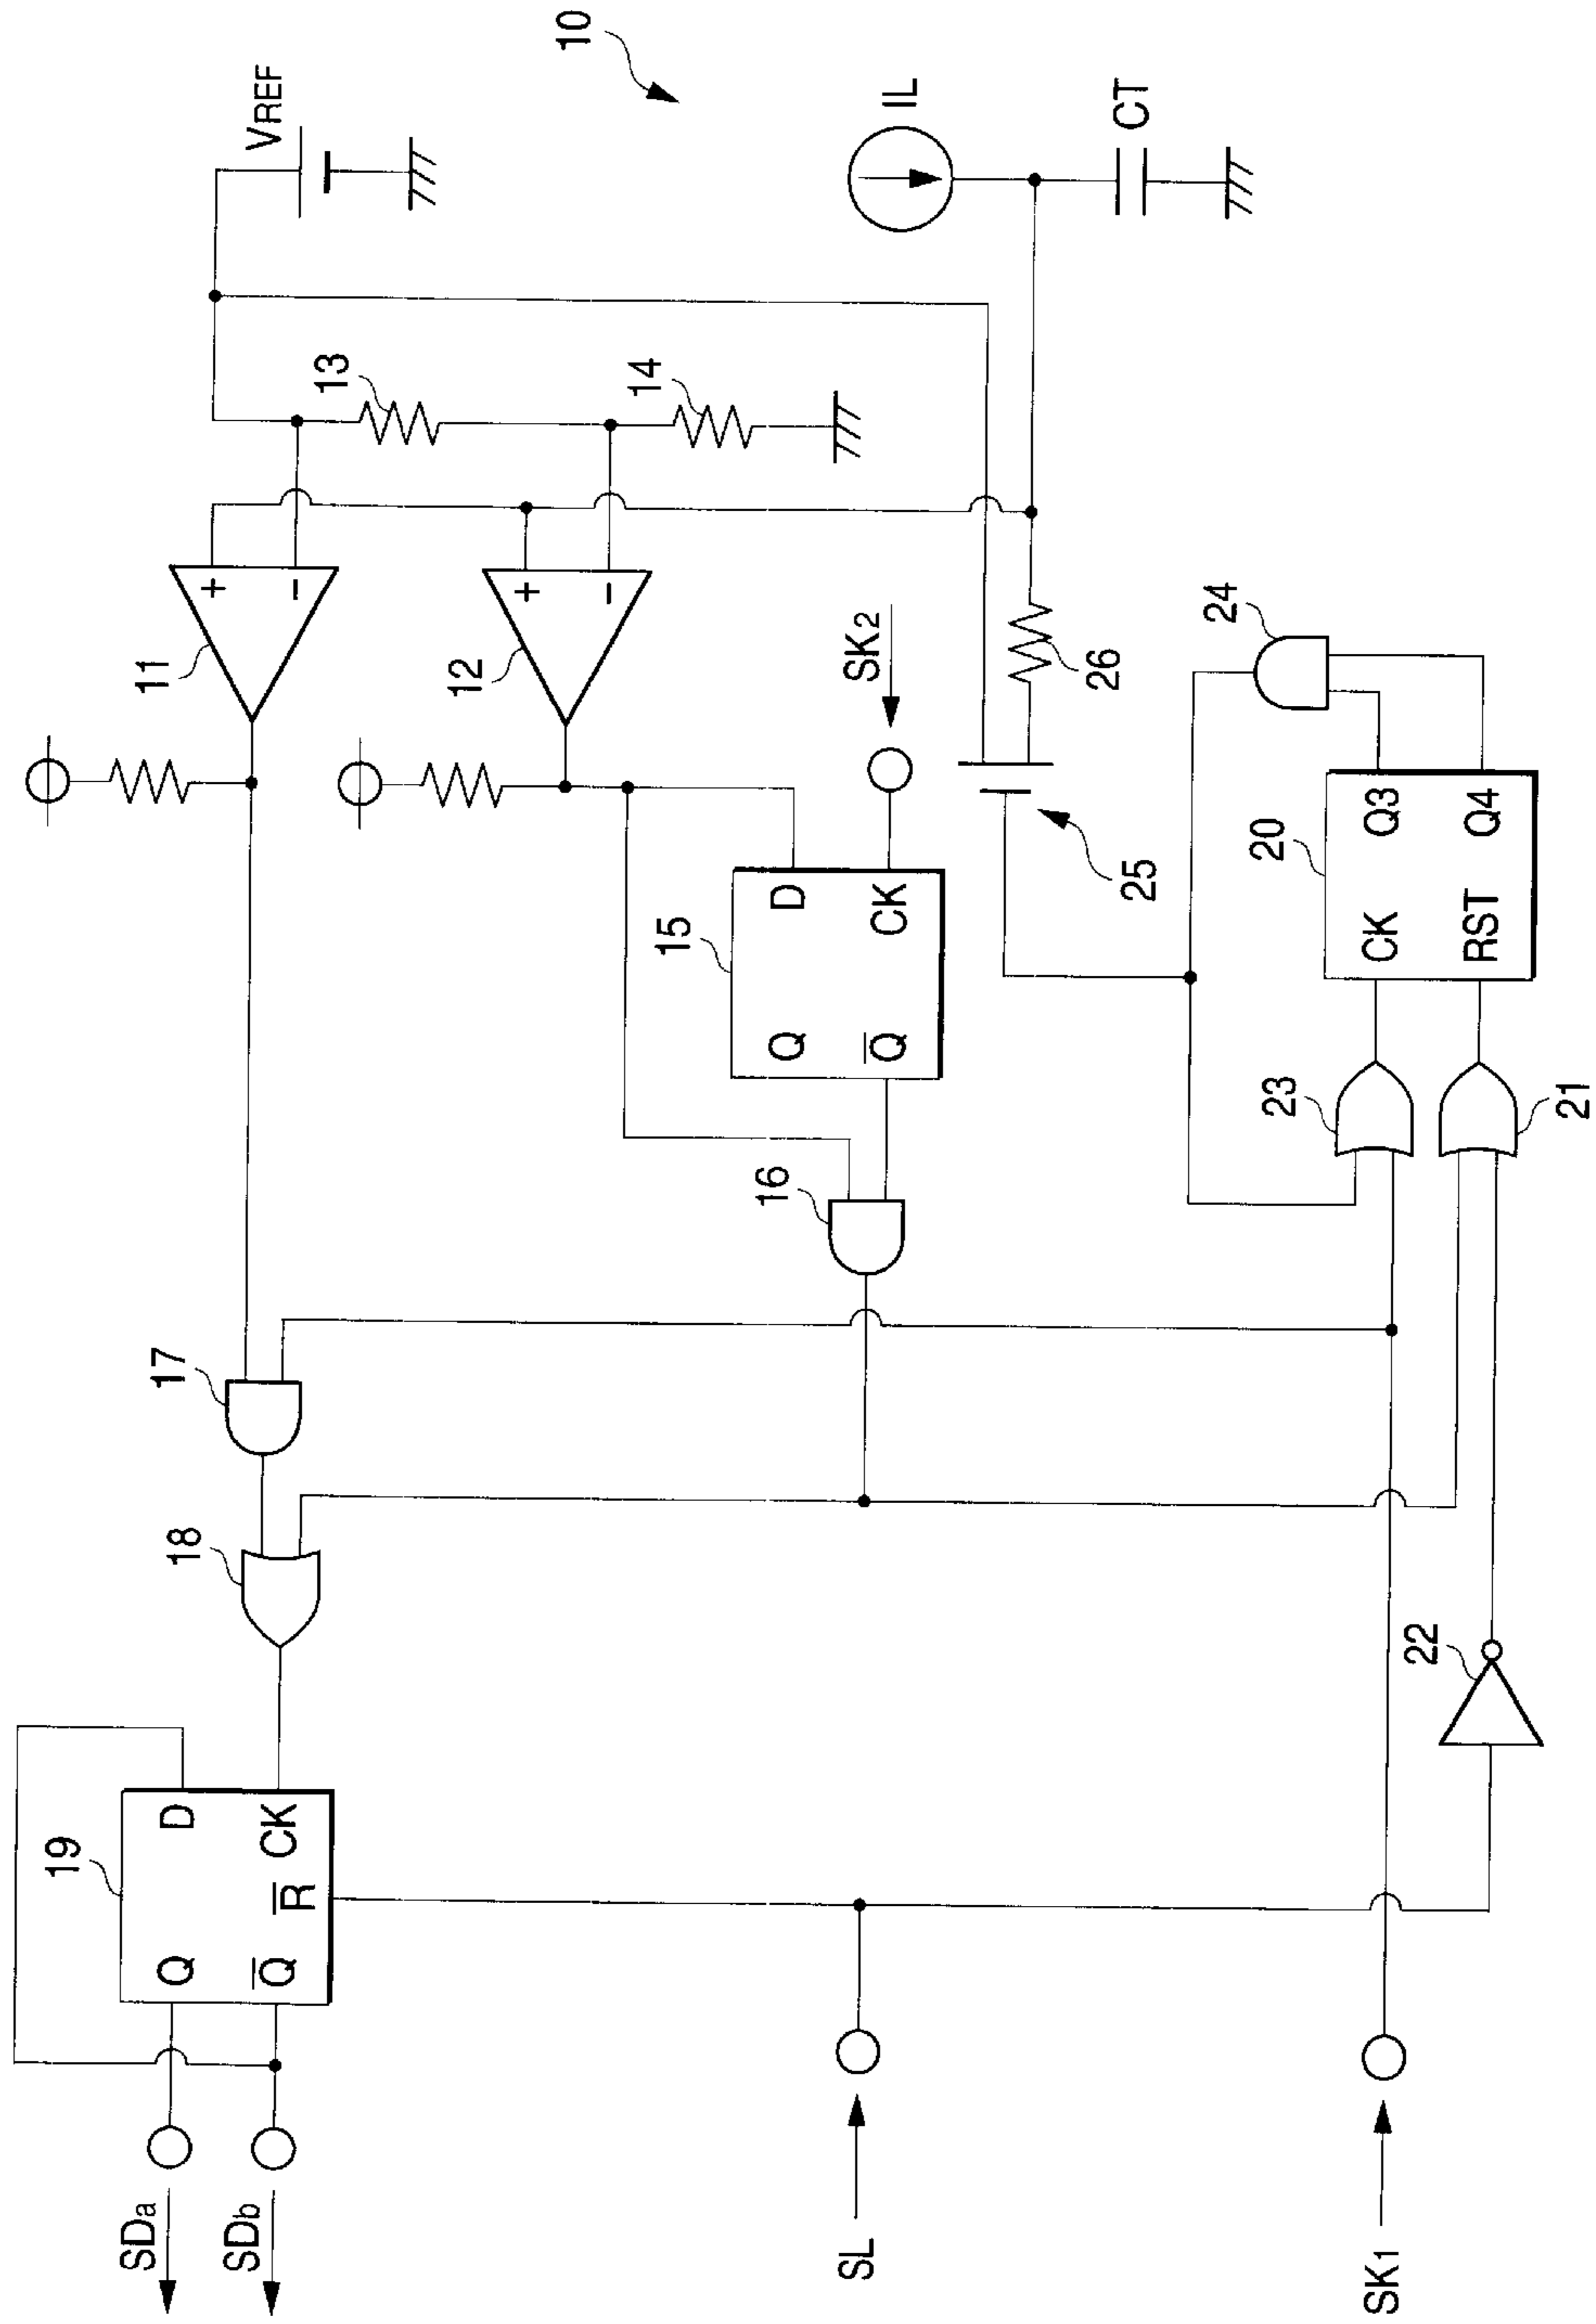 10
VREF
IL
CT
13
14
+
−
11
+
−
12
SK2
24
26
25
D
CK
Q
Q̅
15
20
Q3
Q4
CK
RST
23
21
16
17
18
22
19
D
CK
R̅
Q
Q̅
SDa
SDb
SL
SK1